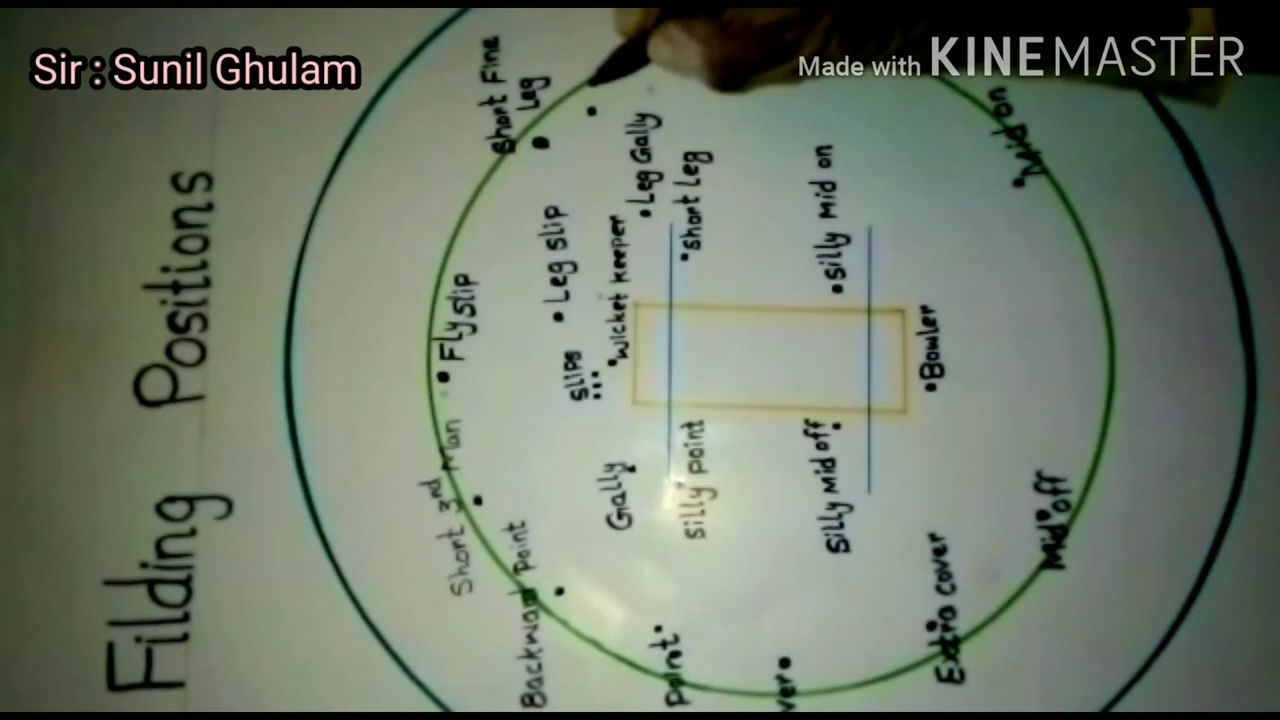 Sir : Sunil Ghulam
Made with KINEMASTER
Filding Positions
Short Fine
Leg
Leg Gally
Short Leg
Silly Mid on
Mid on
Leg slip
Wicket keeper
Fly slip
Slips
Bowler
Short 3rd Man
Gally
Silly point
Silly Mid off
Mid off
Backward Point
Point
ver
Extra cover